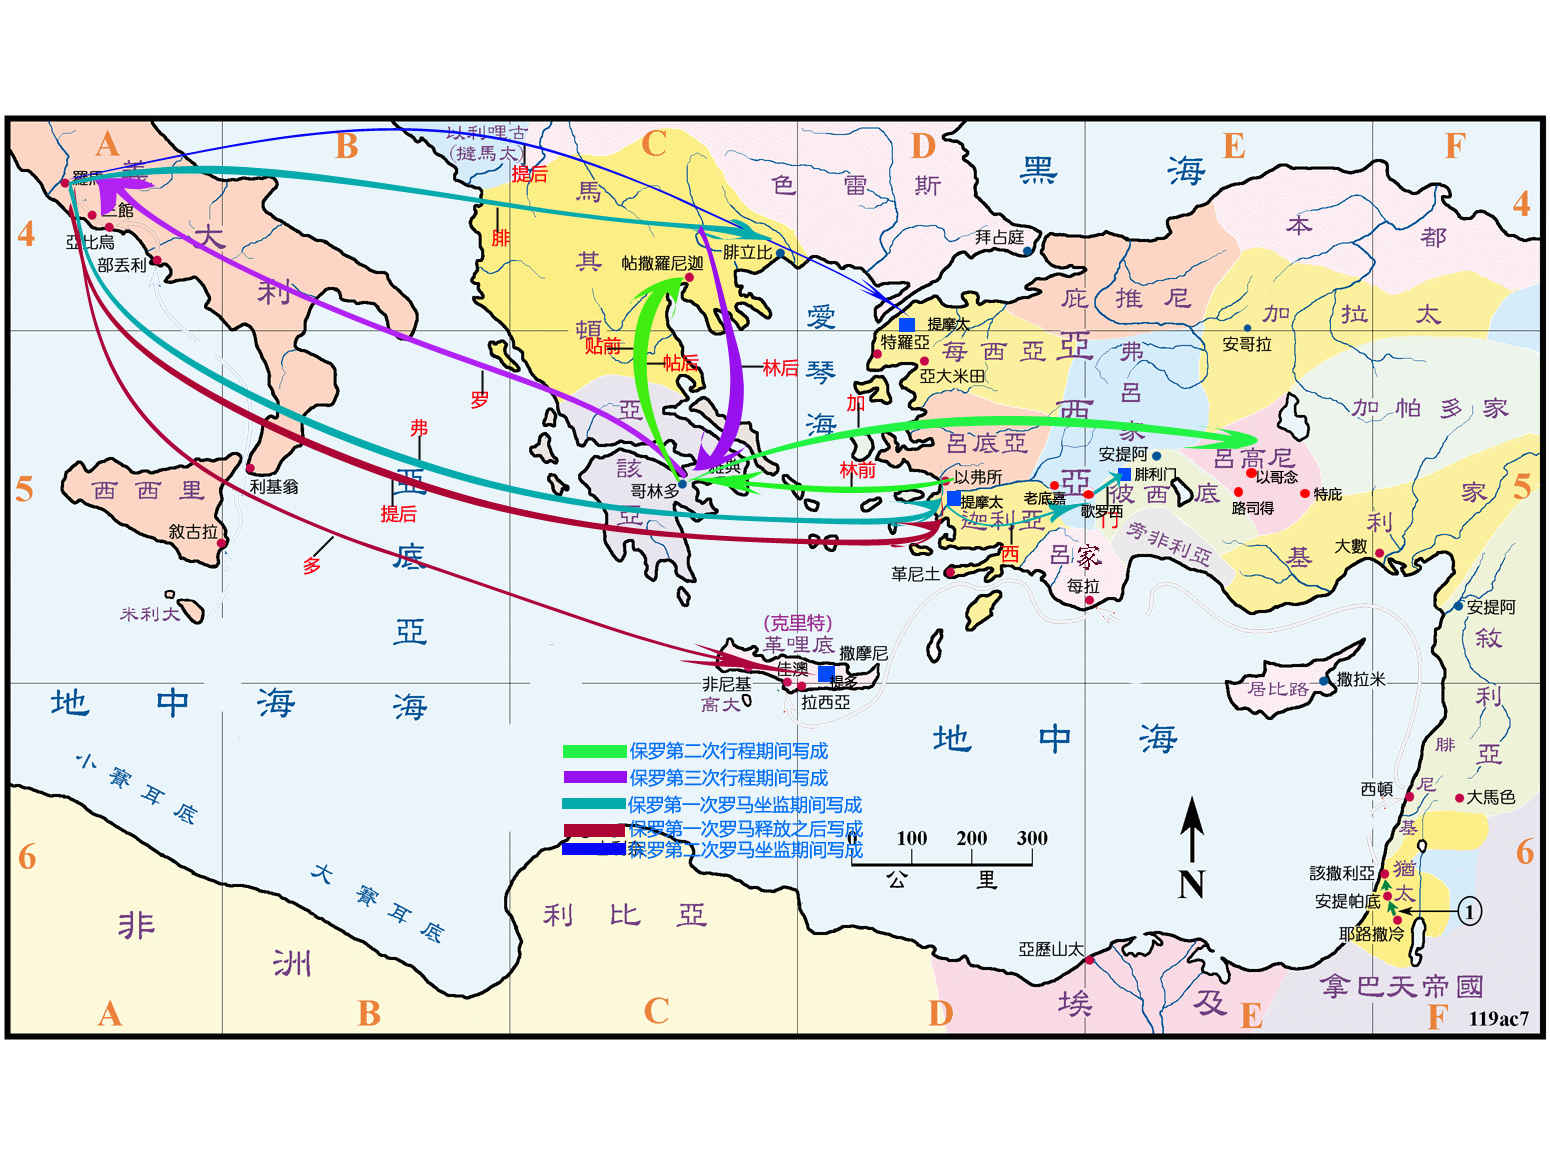 A
B
C
D
E
F
以利哩古
(撻馬太)
提后
黑 海
4
4
羅馬
義
大
利
三館
亞比烏
部丟利
腓
馬
其
頓
色 雷 斯
拜占庭
本 都
帖撒羅尼迦
腓立比
愛
琴
海
庇 推 尼
加 拉 太
提摩太
特羅亞
每 西 亞
亞大米田
亞
西
亞
弗
呂
家
安哥拉
贴前
帖后
林后
罗
加
亞
該
亞
加 帕 多 家
弗
呂底亞
安提阿
呂高尼
雅典
哥林多
林前
以弗所
提摩太
老底嘉
歌罗西
腓利门
彼 西 底
以哥念
路司得
特庇
門
5
5
西 西 里
利基翁
敘古拉
提后
亞
底
亞
海
迦利亞
西
旁非利亞
呂 家
家
利
基
大數
多
革尼土
每拉
米利大
(克里特)
革哩底
撒摩尼
佳澳
提多
非尼基
高大
拉西亞
安提阿
敘
利
亞
居比路
撒拉米
地 中 海
地 中 海
小 賽 耳 底
大 賽 耳 底
保罗第二次行程期间写成
保罗第三次行程期间写成
保罗第一次罗马坐监期间写成
保罗第一次罗马释放之后写成
保罗第二次罗马坐监期间写成
0 100 200 300
公 里
N
腓
尼
基
西頓
大馬色
6
6
該撒利亞
猶
太
安提帕底
1
耶路撒冷
非
洲
利 比 亞
亞歷山太
埃 及
拿巴天帝國
A
B
C
D
E
F
119ac7